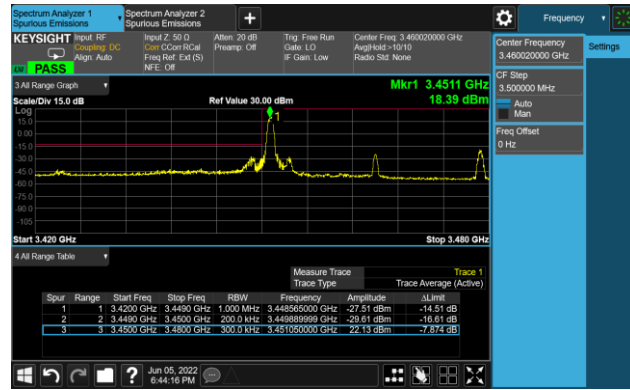 Spectrum Analyzer 1
Spurious Emissions
Spectrum Analyzer 2
Spurious Emissions
Frequency
KEYSIGHT
Input: RF
Coupling: DC
Align: Auto
Input Z: 50 Ω
Corr CCorr RCal
Freq Ref: Ext (S)
NFE: Off
Atten: 20 dB
Preamp: Off
Trig: Free Run
Gate: LO
IF Gain: Low
Center Freq: 3.460020000 GHz
Avg|Hold:>10/10
Radio Std: None
PASS
Center Frequency
3.460020000 GHz
Settings
CF Step
3.500000 MHz
Auto
Man
Freq Offset
0 Hz
3 All Range Graph
Mkr1 3.4511 GHz
Scale/Div 15.0 dB
Ref Value 30.00 dBm
18.39 dBm
Log
15.0
0.00
-15.0
-30.0
-45.0
-60.0
-75.0
-90.0
-105
1
Start 3.420 GHz
Stop 3.480 GHz
4 All Range Table
Measure Trace Trace 1
Trace Type Trace Average (Active)
Spur Range Start Freq Stop Freq RBW Frequency Amplitude ΔLimit
1 1 3.4200 GHz 3.4490 GHz 1.000 MHz 3.448565000 GHz -27.51 dBm -14.51 dB
2 2 3.4490 GHz 3.4500 GHz 200.0 kHz 3.449889999 GHz -29.61 dBm -16.61 dB
3 3 3.4500 GHz 3.4800 GHz 300.0 kHz 3.451050000 GHz 22.13 dBm -7.874 dB
Jun 05, 2022
6:44:16 PM